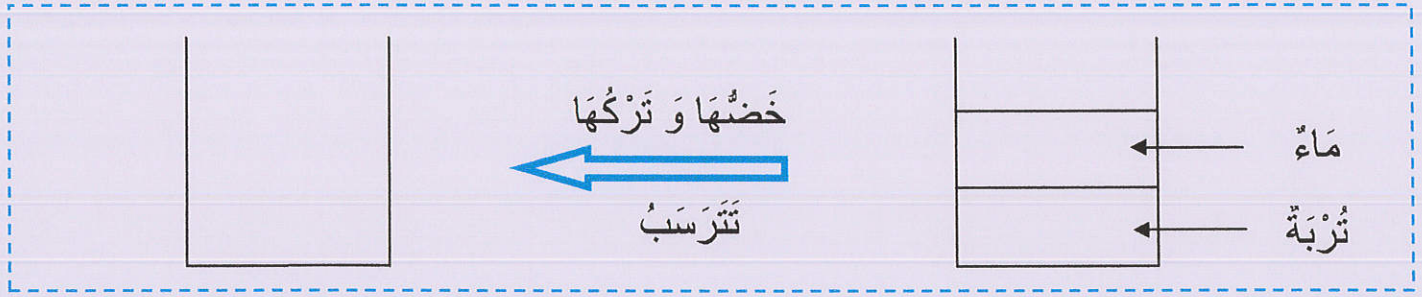 مَاءٌ
تُرْبَةٌ
خَضُّهَا وَ تَرْكُهَا
تَتَرَسَبُ